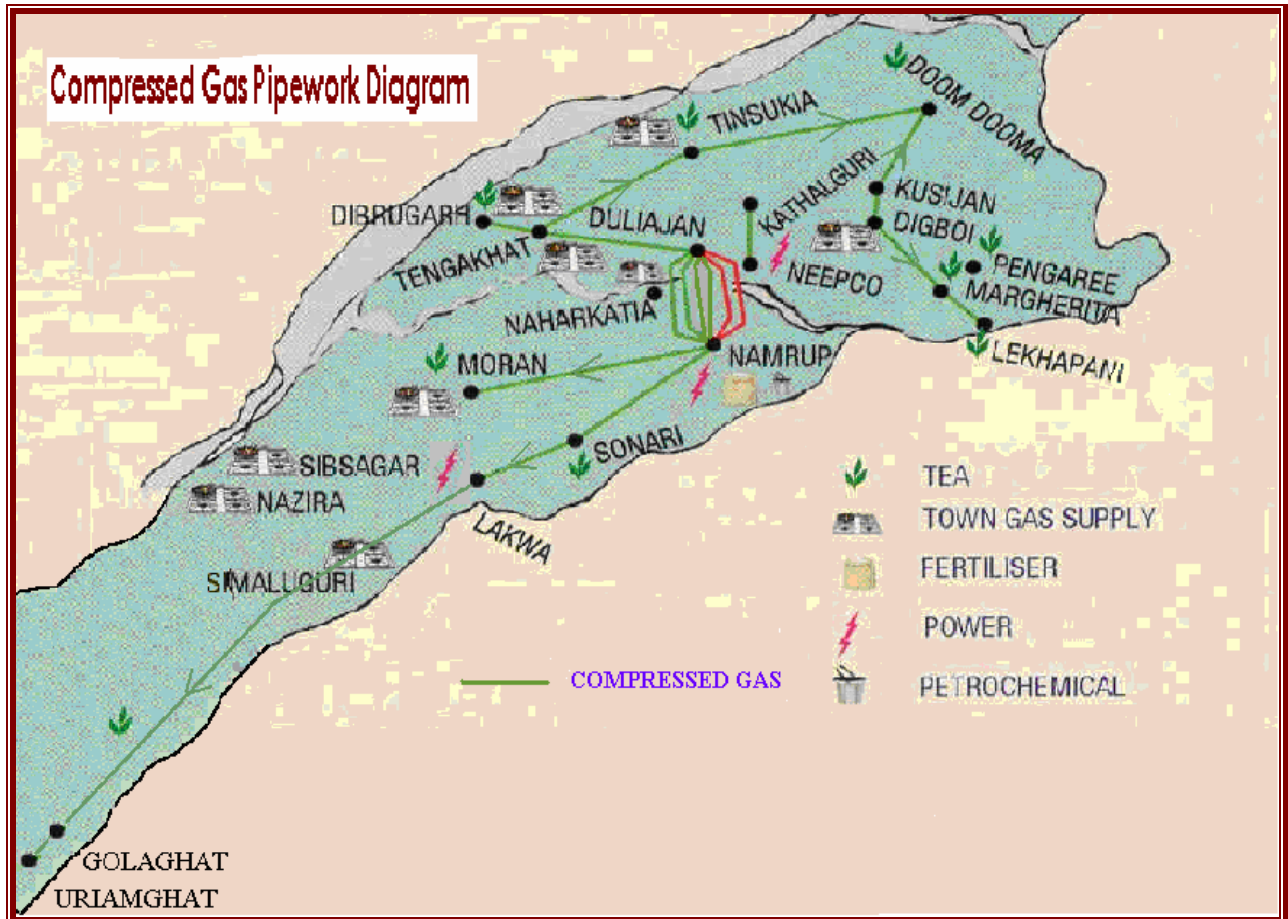 Compressed Gas Pipework Diagram
DOOM DOOMA
TINSUKIA
KATHALGURI
KUSIJAN
DIBRUGARH
DULIAJAN
DIGBOI
TENGAKHAT
PENGAREE
NEEPCO
MARGHERITA
NAHARKATIA
NAMRUP
LEKHAPANI
MORAN
SONARI
SIBSAGAR
NAZIRA
LAKWA
SIMALUGURI
TEA
TOWN GAS SUPPLY
FERTILISER
POWER
PETROCHEMICAL
COMPRESSED GAS
GOLAGHAT
URIAMGHAT